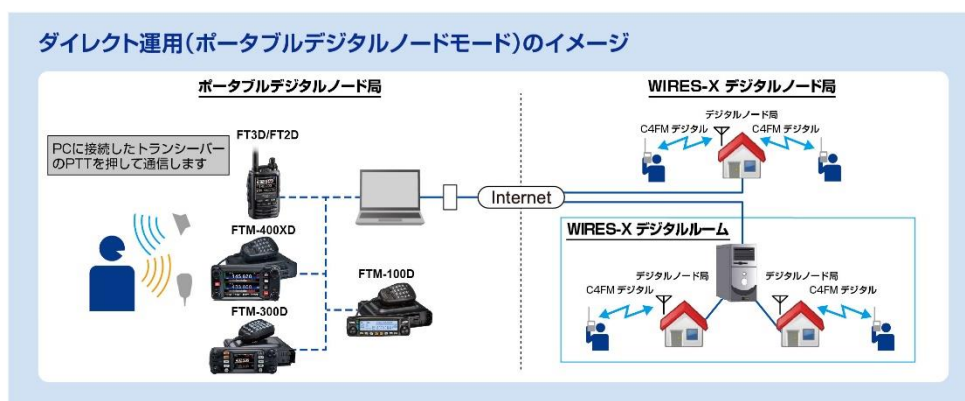 ダイレクト運用(ポータブルデジタルノードモード)のイメージ
ポータブルデジタルノード局
PCに接続したトランシーバー
のPTTを押して通信します
FT3D/FT2D
FTM-400XD
FTM-100D
FTM-300D
Internet
WIRES-X デジタルノード局
デジタルノード局
C4FM デジタル
C4FM デジタル
WIRES-X デジタルルーム
デジタルノード局
デジタルノード局
C4FM デジタル
C4FM デジタル